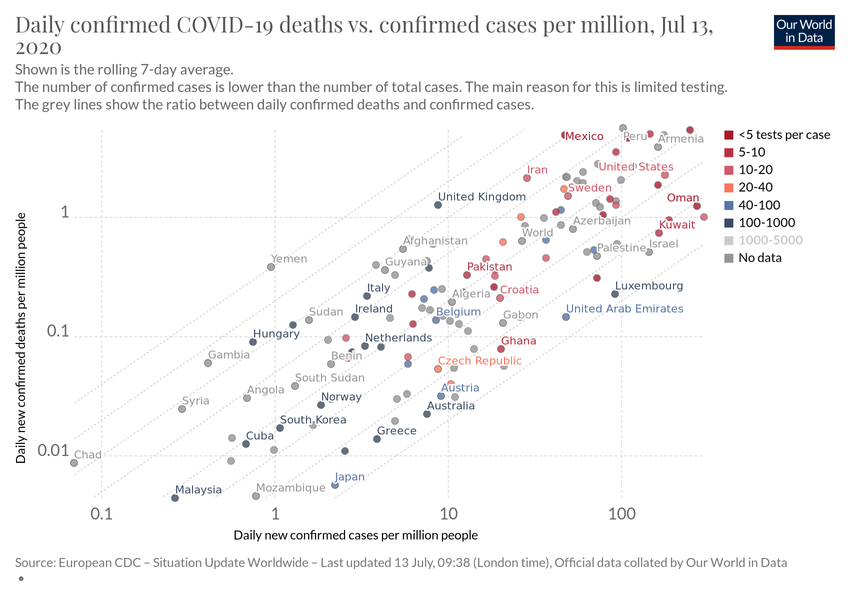 Daily confirmed COVID-19 deaths vs. confirmed cases per million, Jul 13,
2020
Our World
in Data
Shown is the rolling 7-day average.
The number of confirmed cases is lower than the number of total cases. The main reason for this is limited testing.
The grey lines show the ratio between daily confirmed deaths and confirmed cases.
Daily new confirmed deaths per million people
1
0.1
0.01
Mexico
Peru
Armenia
Iran
United States
Sweden
United Kingdom
Oman
Azerbaijan
Kuwait
World
Afghanistan
Palestine
Israel
Yemen
Guyana
Pakistan
Italy
Algeria
Croatia
Luxembourg
Sudan
Ireland
Belgium
Gabon
United Arab Emirates
Hungary
Netherlands
Ghana
Gambia
Benin
Czech Republic
South Sudan
Angola
Austria
Syria
Norway
Australia
South Korea
Cuba
Greece
Chad
Malaysia
Mozambique
Japan
<5 tests per case
5-10
10-20
20-40
40-100
100-1000
1000-5000
No data
0.1
1
10
100
Daily new confirmed cases per million people
Source: European CDC – Situation Update Worldwide – Last updated 13 July, 09:38 (London time), Official data collated by Our World in Data